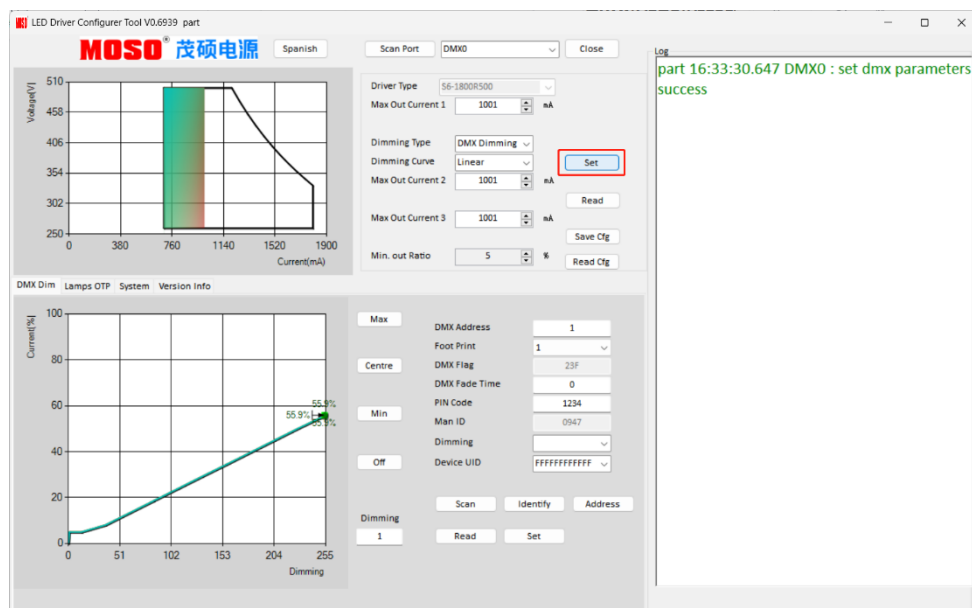 MOSO LED Driver Configurer Tool V0.6939 part
MOSO® 茂硕电源 Spanish Scan Port DMX0 Close
Log
part 16:33:30.647 DMX0 : set dmx parameters
success
Voltage[V]
510
458
406
354
302
250
0 380 760 1140 1520 1900
Current(mA)
Driver Type 56-1800R500
Max Out Current 1 1001 mA
Dimming Type DMX Dimming
Dimming Curve Linear Set
Max Out Current 2 1001 mA
Read
Max Out Current 3 1001 mA
Save Cfg
Min. out Ratio 5 % Read Cfg
DMX Dim Lamps OTP System Version Info
Current[%]
100
80
60
40
20
0
55.9%
55.9%
55.9%
0 51 102 153 204 255
Dimming
Max
Centre
Min
Off
Dimming
1
DMX Address 1
Foot Print 1
DMX Flag 23F
DMX Fade Time 0
PIN Code 1234
Man ID 0947
Dimming
Device UID FFFFFFFFFFFF
Scan Identify Address
Read Set